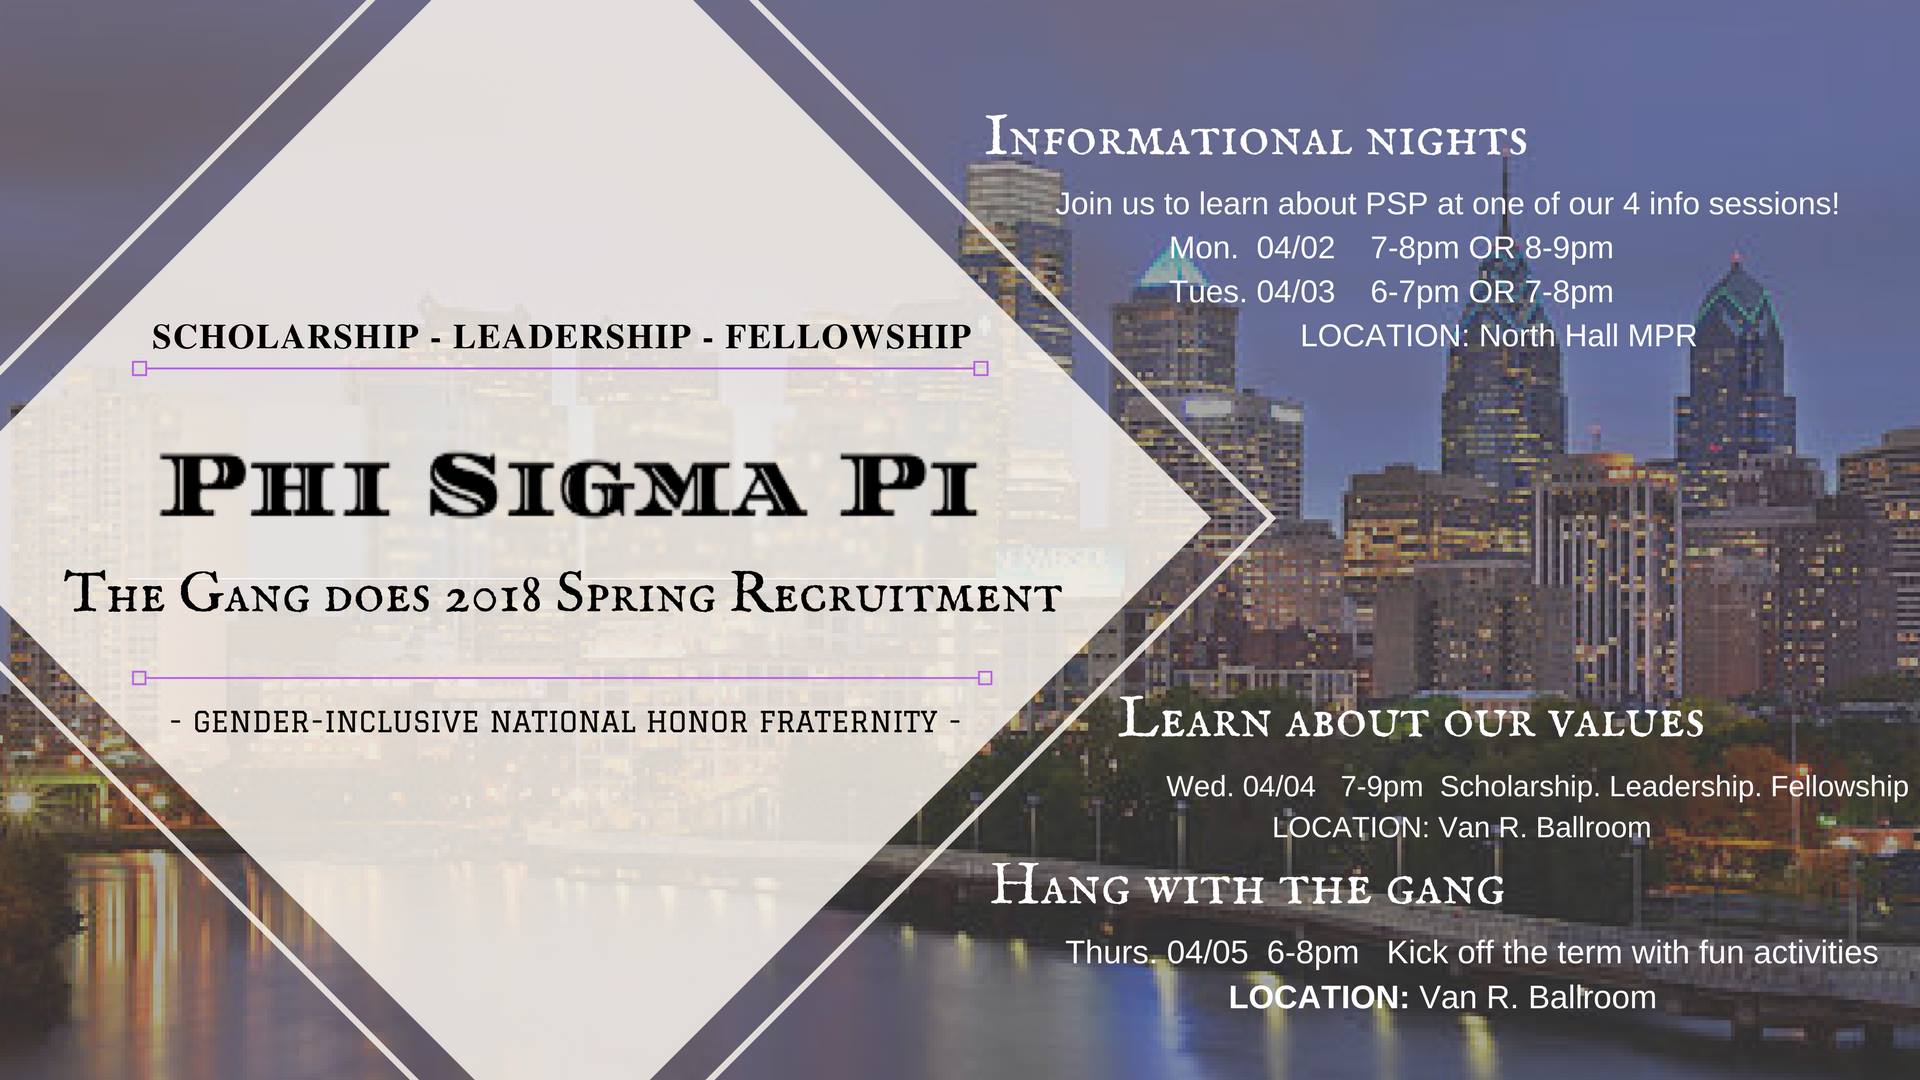 SCHOLARSHIP - LEADERSHIP - FELLOWSHIP
PHI SIGMA PI
THE GANG DOES 2018 SPRING RECRUITMENT
- GENDER-INCLUSIVE NATIONAL HONOR FRATERNITY -
INFORMATIONAL NIGHTS
Join us to learn about PSP at one of our 4 info sessions!
Mon. 04/02 7-8pm OR 8-9pm
Tues. 04/03 6-7pm OR 7-8pm
LOCATION: North Hall MPR
LEARN ABOUT OUR VALUES
Wed. 04/04 7-9pm Scholarship. Leadership. Fellowship
LOCATION: Van R. Ballroom
HANG WITH THE GANG
Thurs. 04/05 6-8pm Kick off the term with fun activities
LOCATION: Van R. Ballroom